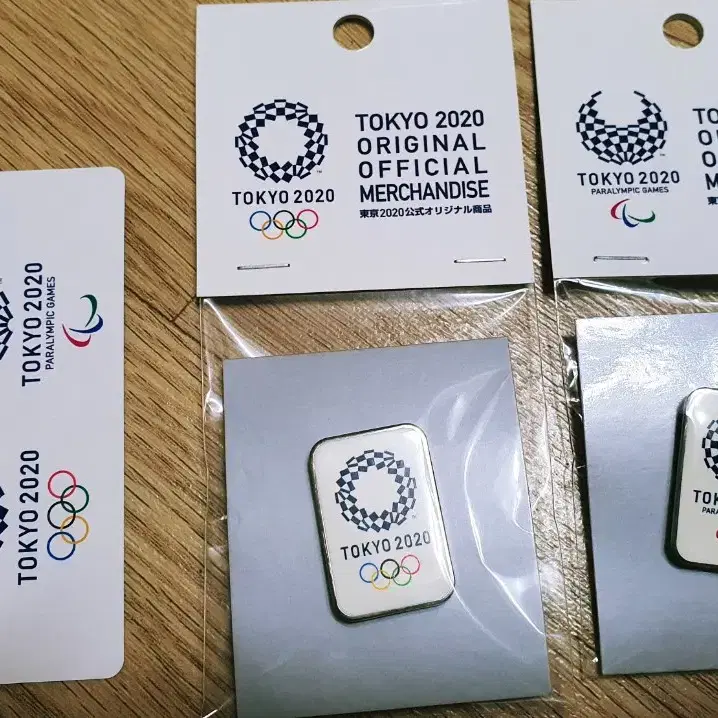 TOKYO 2020
PARALYMPIC GAMES
TOKYO 2020
TOKYO 2020
TOKYO 2020
ORIGINAL
OFFICIAL
MERCHANDISE
東京2020公式オリジナル商品
TOKYO 2020
TOKYO 2020
PARALYMPIC GAMES